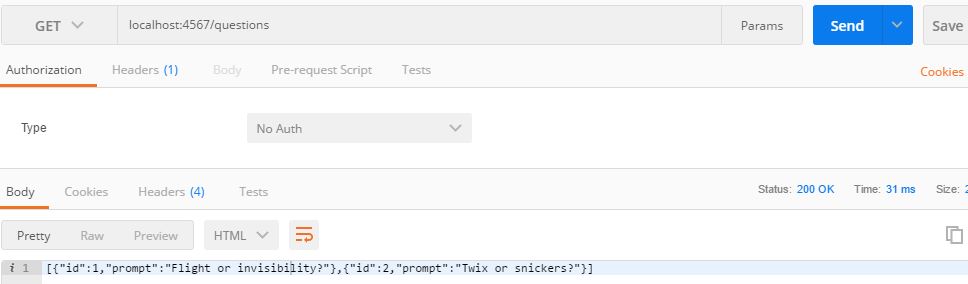 GET localhost:4567/questions Params Send Save
Authorization Headers (1) Body Pre-request Script Tests Cookies
Type No Auth
Body Cookies Headers (4) Tests Status: 200 OK Time: 31 ms Size: 2
Pretty Raw Preview HTML
i 1 [{"id":1,"prompt":"Flight or invisibility?"},{"id":2,"prompt":"Twix or snickers?"}]